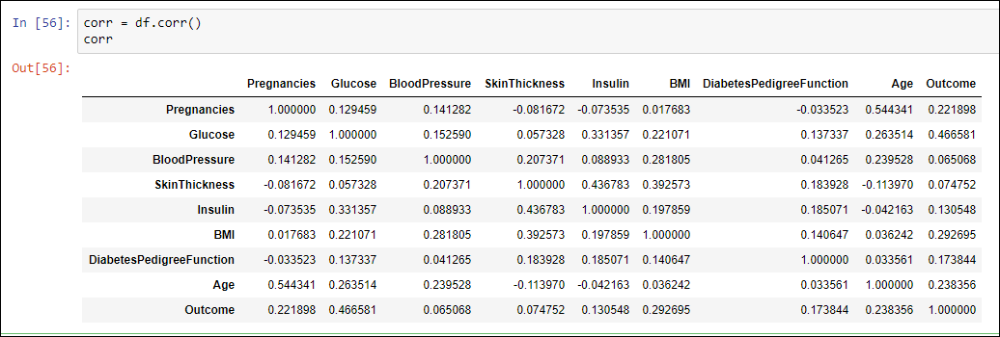 In [56]: corr = df.corr()
corr
Out[56]:
Pregnancies Glucose BloodPressure SkinThickness Insulin BMI DiabetesPedigreeFunction Age Outcome
Pregnancies 1.000000 0.129459 0.141282 -0.081672 -0.073535 0.017683 -0.033523 0.544341 0.221898
Glucose 0.129459 1.000000 0.152590 0.057328 0.331357 0.221071 0.137337 0.263514 0.466581
BloodPressure 0.141282 0.152590 1.000000 0.207371 0.088933 0.281805 0.041265 0.239528 0.065068
SkinThickness -0.081672 0.057328 0.207371 1.000000 0.436783 0.392573 0.183928 -0.113970 0.074752
Insulin -0.073535 0.331357 0.088933 0.436783 1.000000 0.197859 0.185071 -0.042163 0.130548
BMI 0.017683 0.221071 0.281805 0.392573 0.197859 1.000000 0.140647 0.036242 0.292695
DiabetesPedigreeFunction -0.033523 0.137337 0.041265 0.183928 0.185071 0.140647 1.000000 0.033561 0.173844
Age 0.544341 0.263514 0.239528 -0.113970 -0.042163 0.036242 0.033561 1.000000 0.238356
Outcome 0.221898 0.466581 0.065068 0.074752 0.130548 0.292695 0.173844 0.238356 1.000000